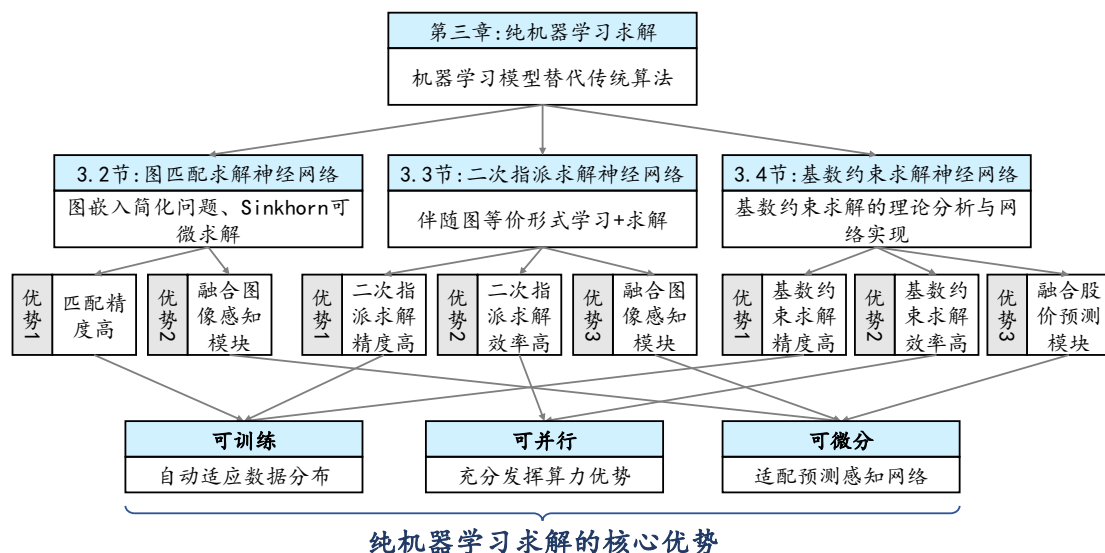 第三章:纯机器学习求解
机器学习模型替代传统算法
3.2节:图匹配求解神经网络
图嵌入简化问题、Sinkhorn可
微求解
3.3节:二次指派求解神经网络
伴随图等价形式学习+求解
3.4节:基数约束求解神经网络
基数约束求解的理论分析与网
络实现
优势1
匹配精
度高
优势2
融合图
像感知
模块
优势1
二次指
派求解
精度高
优势2
二次指
派求解
效率高
优势3
融合图
像感知
模块
优势1
基数约
束求解
精度高
优势2
基数约
束求解
效率高
优势3
融合股
价预测
模块
可训练
自动适应数据分布
可并行
充分发挥算力优势
可微分
适配预测感知网络
纯机器学习求解的核心优势